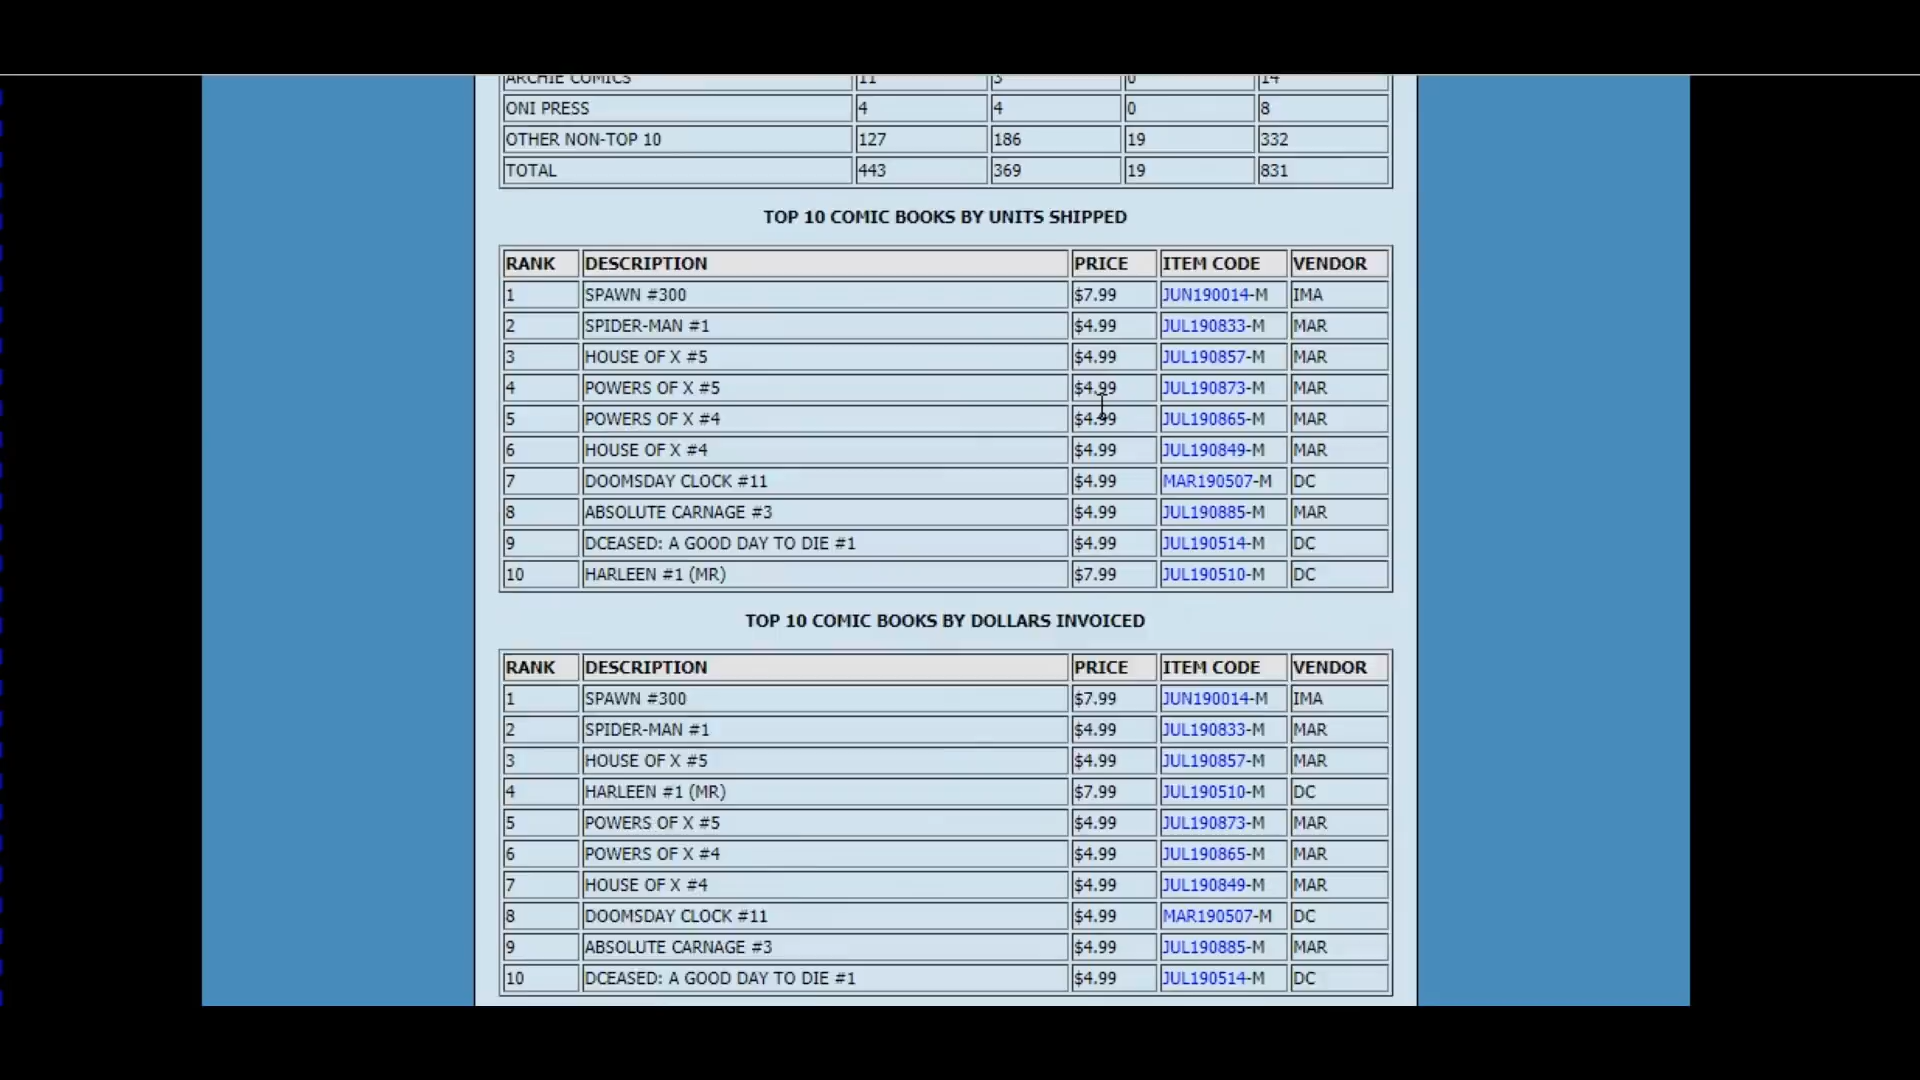 ARCHIE COMICS 11 3 0 14
ONI PRESS 4 4 0 8
OTHER NON-TOP 10 127 186 19 332
TOTAL 443 369 19 831
TOP 10 COMIC BOOKS BY UNITS SHIPPED
RANK DESCRIPTION PRICE ITEM CODE VENDOR
1 SPAWN #300 $7.99 JUN190014-M IMA
2 SPIDER-MAN #1 $4.99 JUL190833-M MAR
3 HOUSE OF X #5 $4.99 JUL190857-M MAR
4 POWERS OF X #5 $4.99 JUL190873-M MAR
5 POWERS OF X #4 $4.99 JUL190865-M MAR
6 HOUSE OF X #4 $4.99 JUL190849-M MAR
7 DOOMSDAY CLOCK #11 $4.99 MAR190507-M DC
8 ABSOLUTE CARNAGE #3 $4.99 JUL190885-M MAR
9 DCEASED: A GOOD DAY TO DIE #1 $4.99 JUL190514-M DC
10 HARLEEN #1 (MR) $7.99 JUL190510-M DC
TOP 10 COMIC BOOKS BY DOLLARS INVOICED
RANK DESCRIPTION PRICE ITEM CODE VENDOR
1 SPAWN #300 $7.99 JUN190014-M IMA
2 SPIDER-MAN #1 $4.99 JUL190833-M MAR
3 HOUSE OF X #5 $4.99 JUL190857-M MAR
4 HARLEEN #1 (MR) $7.99 JUL190510-M DC
5 POWERS OF X #5 $4.99 JUL190873-M MAR
6 POWERS OF X #4 $4.99 JUL190865-M MAR
7 HOUSE OF X #4 $4.99 JUL190849-M MAR
8 DOOMSDAY CLOCK #11 $4.99 MAR190507-M DC
9 ABSOLUTE CARNAGE #3 $4.99 JUL190885-M MAR
10 DCEASED: A GOOD DAY TO DIE #1 $4.99 JUL190514-M DC